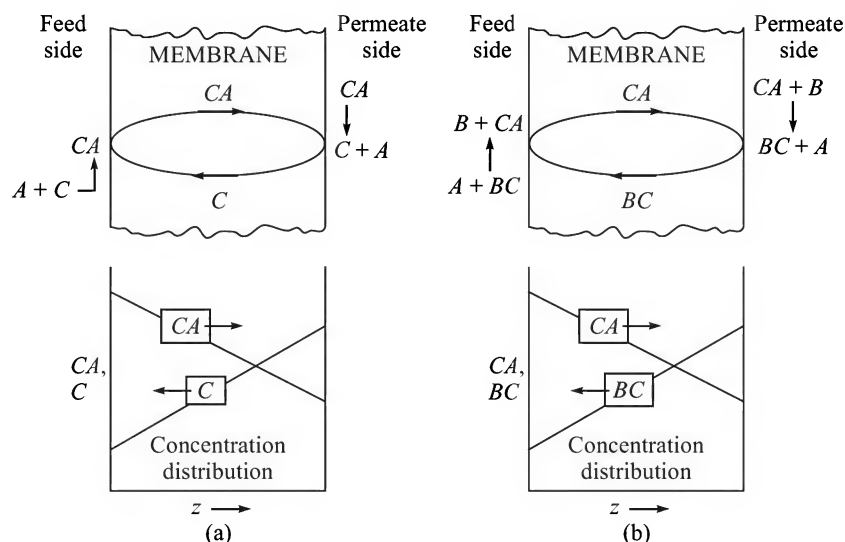 Feed side
Permeate side
MEMBRANE
CA
CA
CA
C + A
A + C
C
CA, C
CA
C
Concentration distribution
z
(a)
Feed side
Permeate side
MEMBRANE
CA
CA + B
B + CA
BC + A
A + BC
BC
CA, BC
CA
BC
Concentration distribution
z
(b)